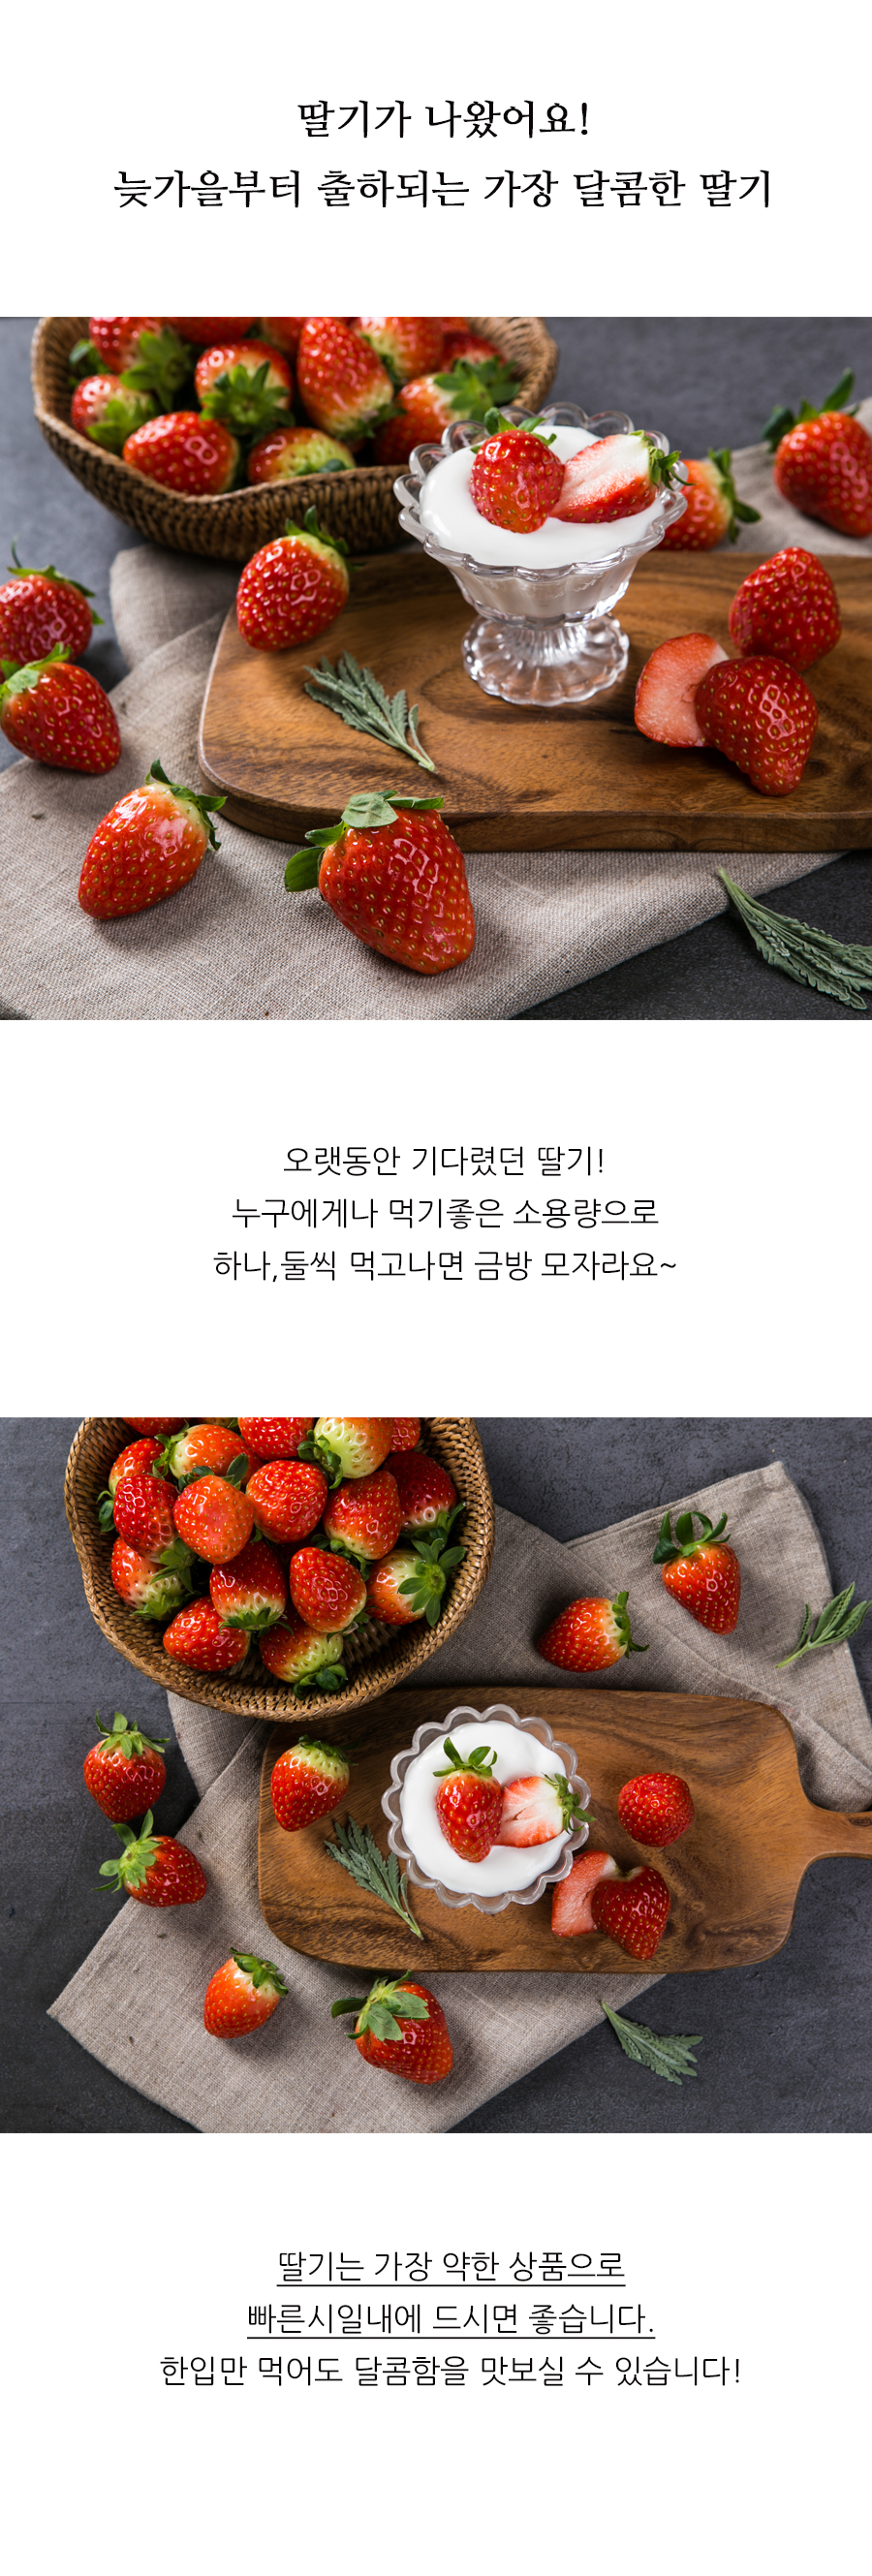 딸기가 나왔어요!
늦가을부터 출하되는 가장 달콤한 딸기
오랫동안 기다렸던 딸기!
누구에게나 먹기좋은 소용량으로
하나,둘씩 먹고나면 금방 모자라요~
딸기는 가장 약한 상품으로
빠른시일내에 드시면 좋습니다.
한입만 먹어도 달콤함을 맛보실 수 있습니다!